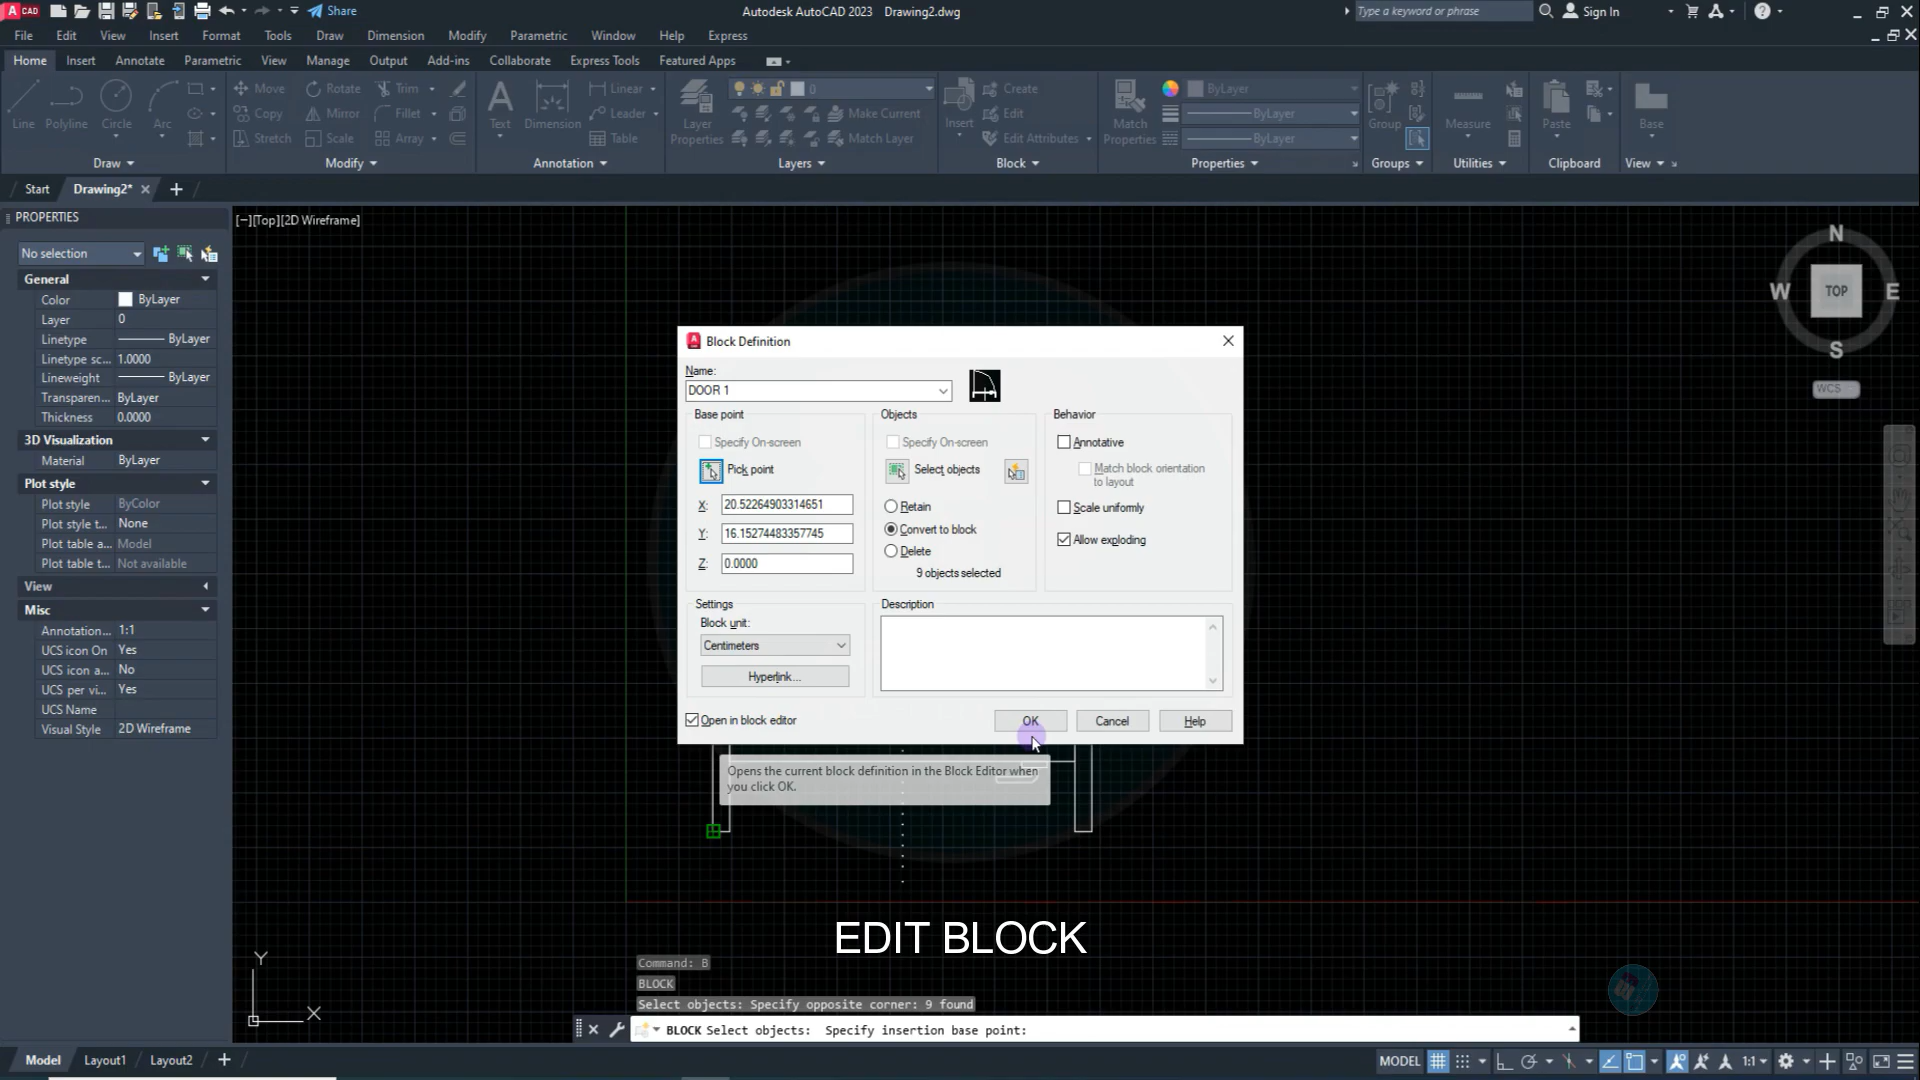 A CAD
Share
Autodesk AutoCAD 2023 Drawing2.dwg
Type a keyword or phrase
Sign In
File Edit View Insert Format Tools Draw Dimension Modify Parametric Window Help Express
Home Insert Annotate Parametric View Manage Output Add-ins Collaborate Express Tools Featured Apps
Line Polyline Circle Arc
Draw
Move Rotate Trim
Copy Mirror Fillet
Stretch Scale Array
Modify
Text Dimension
Linear
Leader
Table
Annotation
Layer Properties
0
Make Current
Match Layer
Layers
Insert
Create
Edit
Edit Attributes
Block
Match Properties
ByLayer
ByLayer
ByLayer
Properties
Group
Groups
Measure
Utilities
Paste
Clipboard
Base
View
Start Drawing2*
PROPERTIES
No selection
General
Color ByLayer
Layer 0
Linetype ByLayer
Linetype sc... 1.0000
Lineweight ByLayer
Transparen... ByLayer
Thickness 0.0000
3D Visualization
Material ByLayer
Plot style
Plot style ByColor
Plot style t... None
Plot table a... Model
Plot table t... Not available
View
Misc
Annotation... 1:1
UCS icon On Yes
UCS icon a... No
UCS per vi... Yes
UCS Name
Visual Style 2D Wireframe
[−][Top][2D Wireframe]
N
W TOP E
S
WCS
Block Definition
Name:
DOOR 1
Base point
Specify On-screen
Pick point
X: 20.52264903314651
Y: 16.15274483357745
Z: 0.0000
Objects
Specify On-screen
Select objects
Retain
Convert to block
Delete
9 objects selected
Behavior
Annotative
Match block orientation
to layout
Scale uniformly
Allow exploding
Settings
Block unit:
Centimeters
Hyperlink...
Description
Open in block editor
OK Cancel Help
Opens the current block definition in the Block Editor when
you click OK.
EDIT BLOCK
Y
X
Command: B
BLOCK
Select objects: Specify opposite corner: 9 found
BLOCK Select objects: Specify insertion base point:
Model Layout1 Layout2
MODEL
1:1